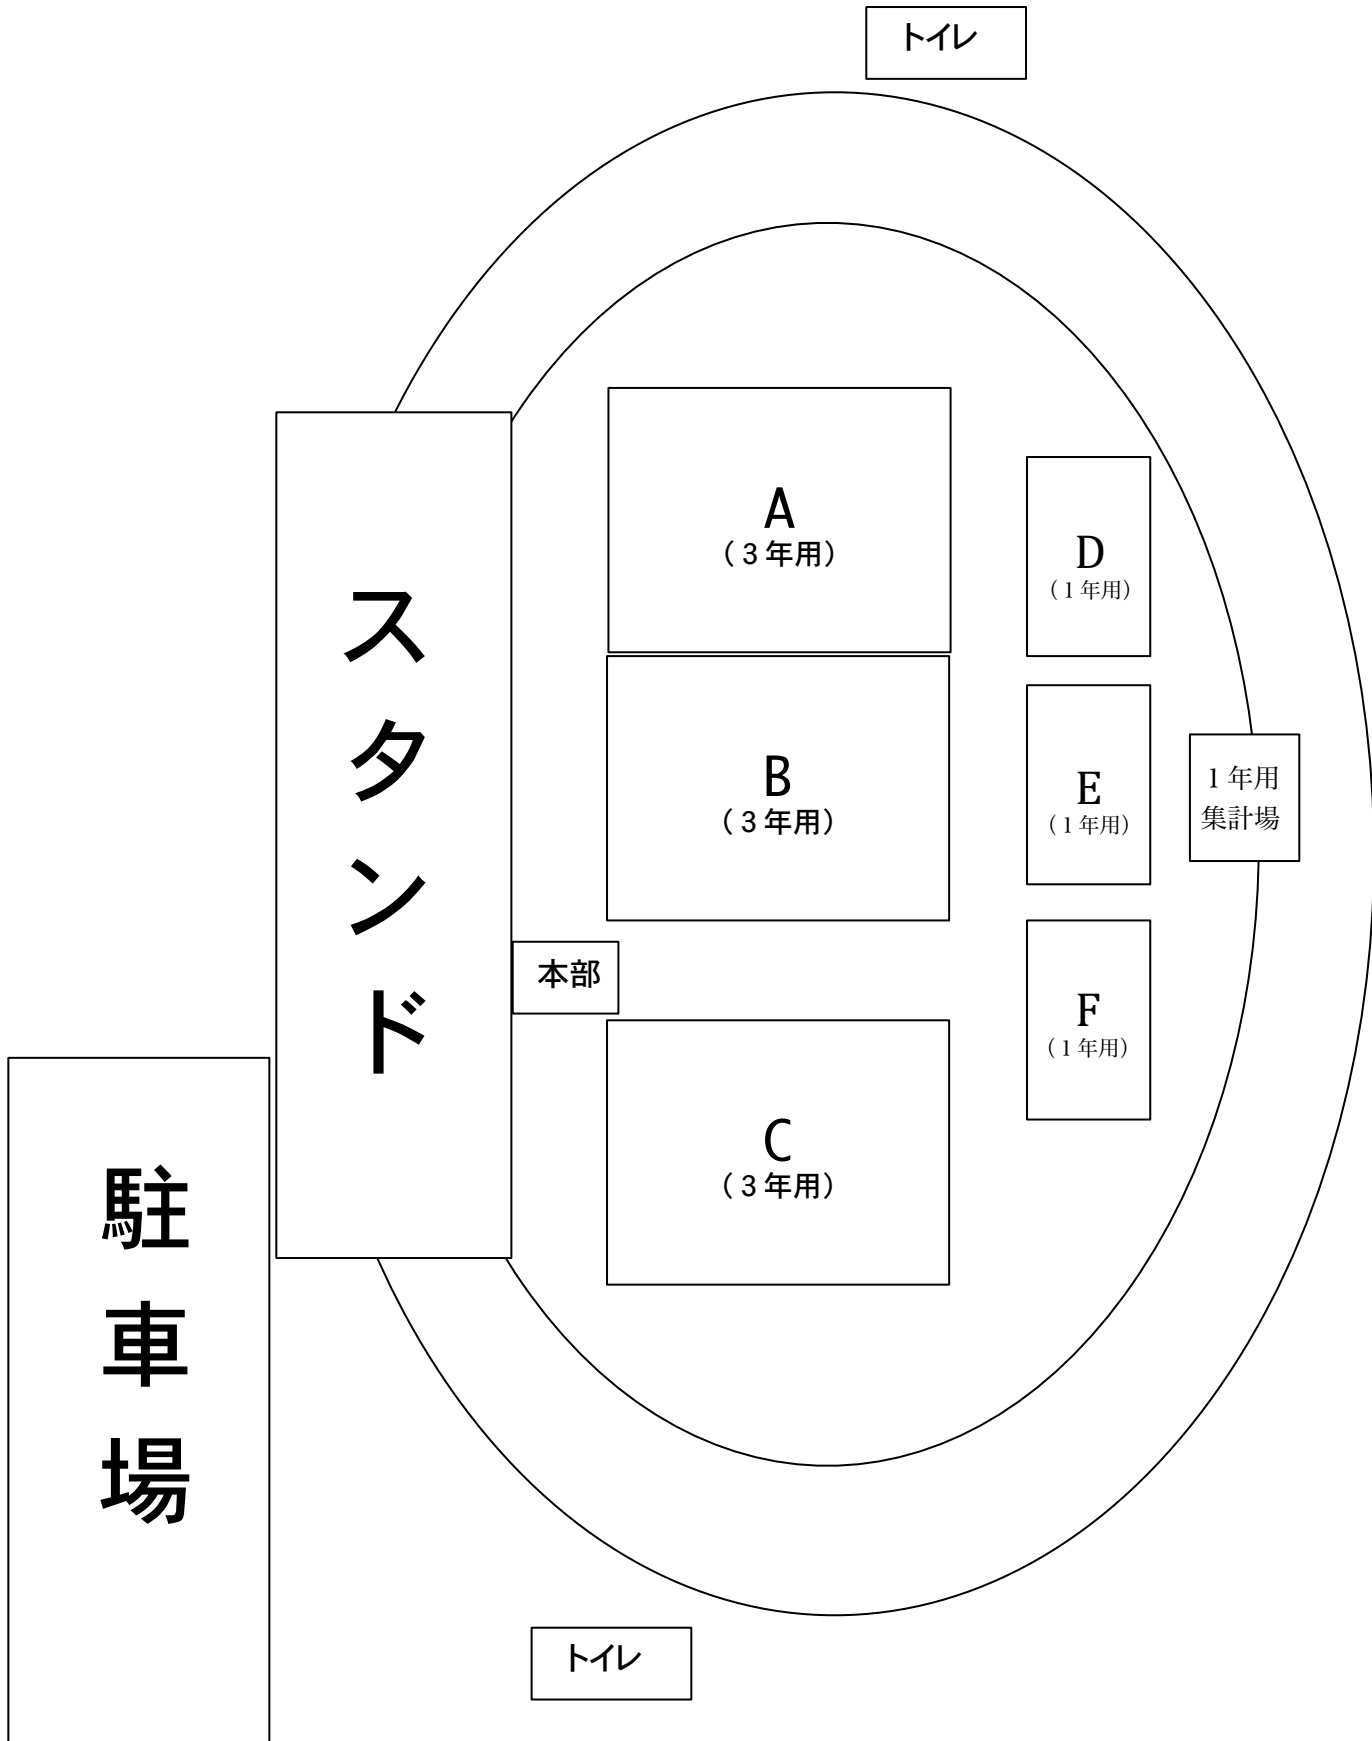 トイレ
A
（3年用）
D
（1年用）
スタンド
B
（3年用）
E
（1年用）
1年用
集計場
本部
F
（1年用）
C
（3年用）
駐車場
トイレ